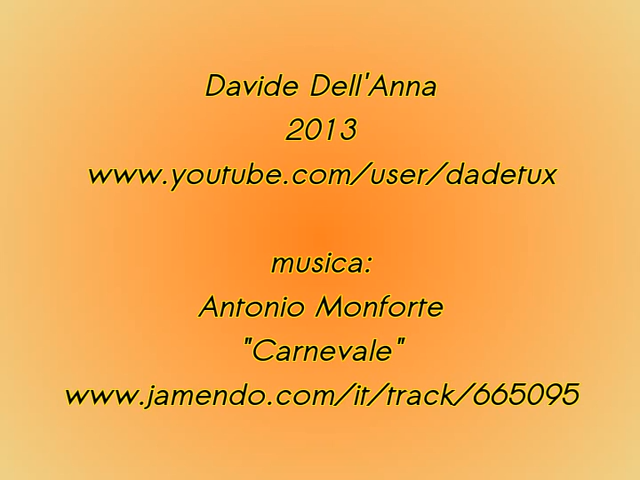 Davide Dell'Anna
2013
www.youtube.com/user/dadetux
musica:
Antonio Monforte
"Carnevale"
www.jamendo.com/it/track/665095